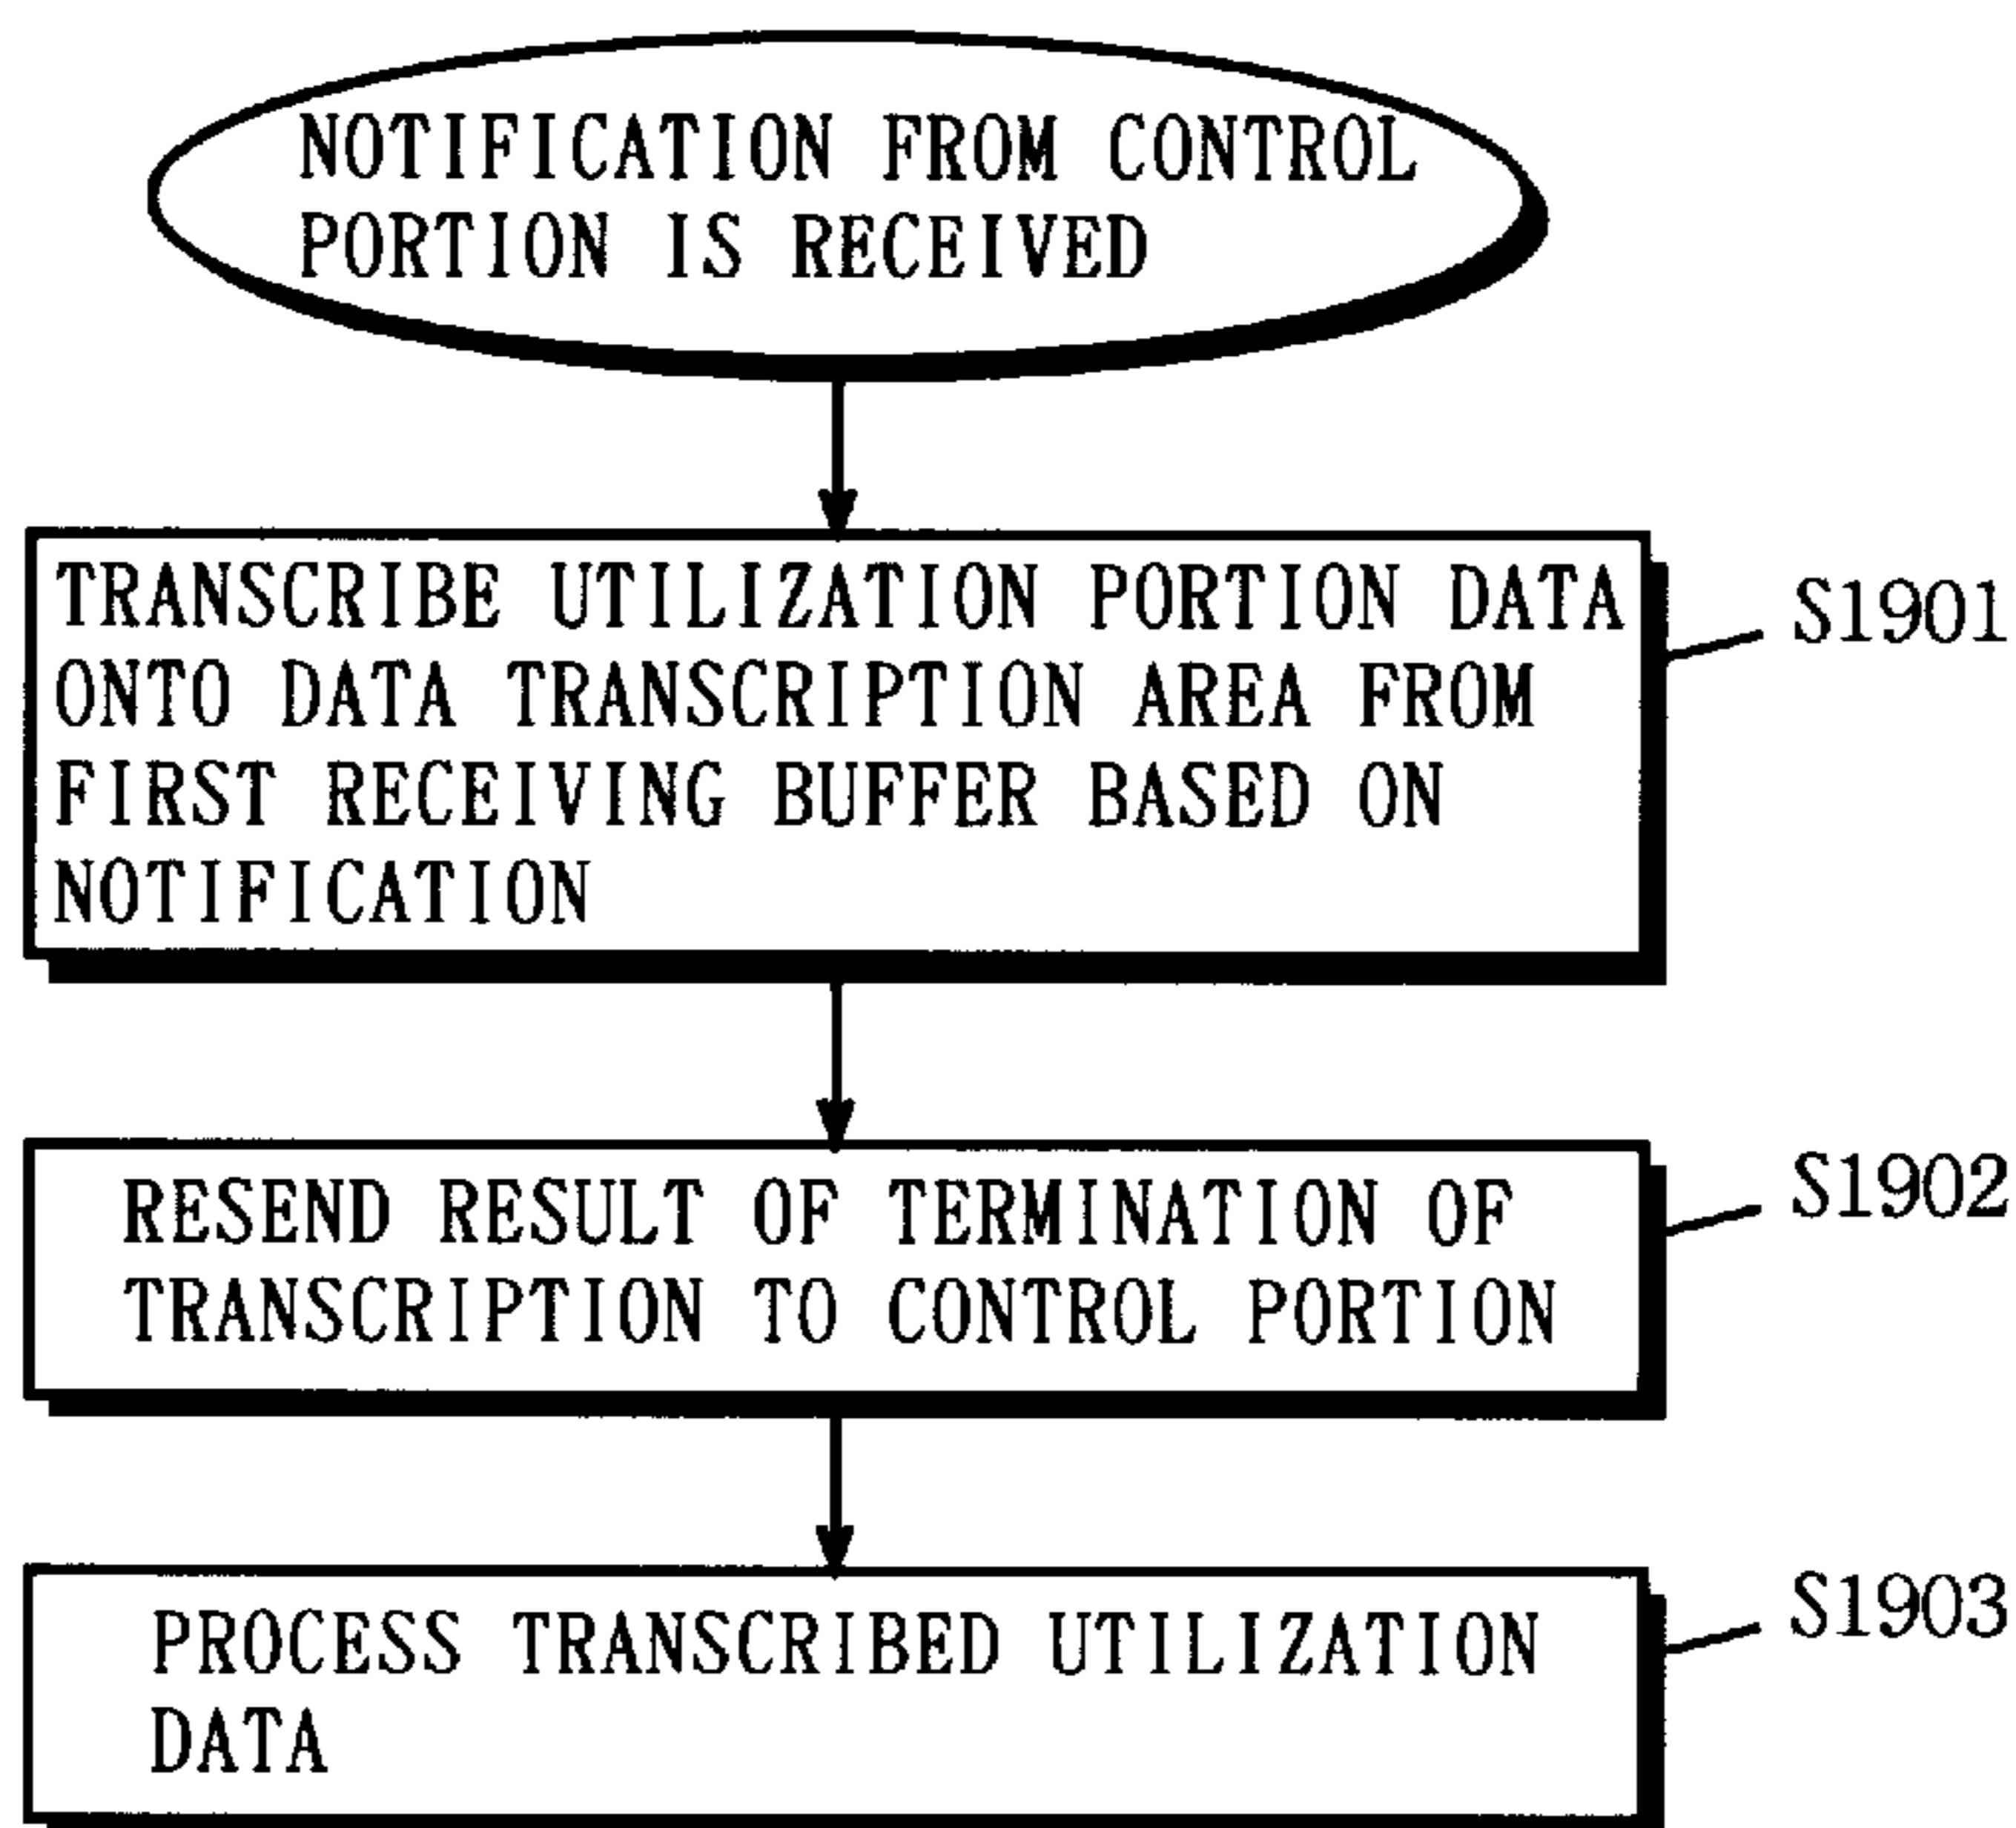 NOTIFICATION FROM CONTROL
PORTION IS RECEIVED
TRANSCRIBE UTILIZATION PORTION DATA
ONTO DATA TRANSCRIPTION AREA FROM
FIRST RECEIVING BUFFER BASED ON
NOTIFICATION
S1901
RESEND RESULT OF TERMINATION OF
TRANSCRIPTION TO CONTROL PORTION
S1902
PROCESS TRANSCRIBED UTILIZATION
DATA
S1903